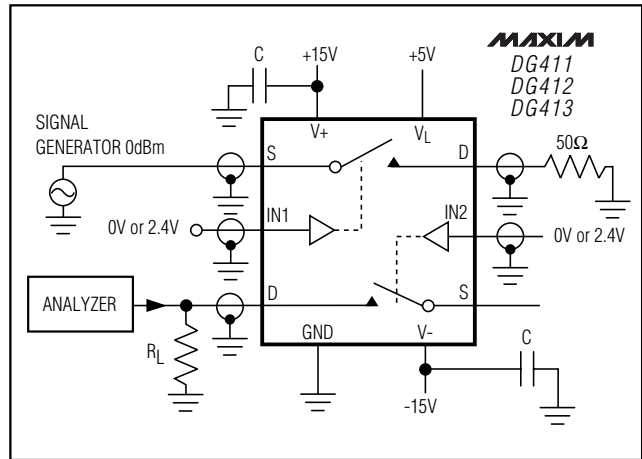 MAXIM
DG411
DG412
DG413
C
+15V
+5V
SIGNAL
GENERATOR 0dBm
V+
VL
S
D
50Ω
0V or 2.4V
IN1
IN2
0V or 2.4V
ANALYZER
D
S
RL
GND
V-
C
-15V